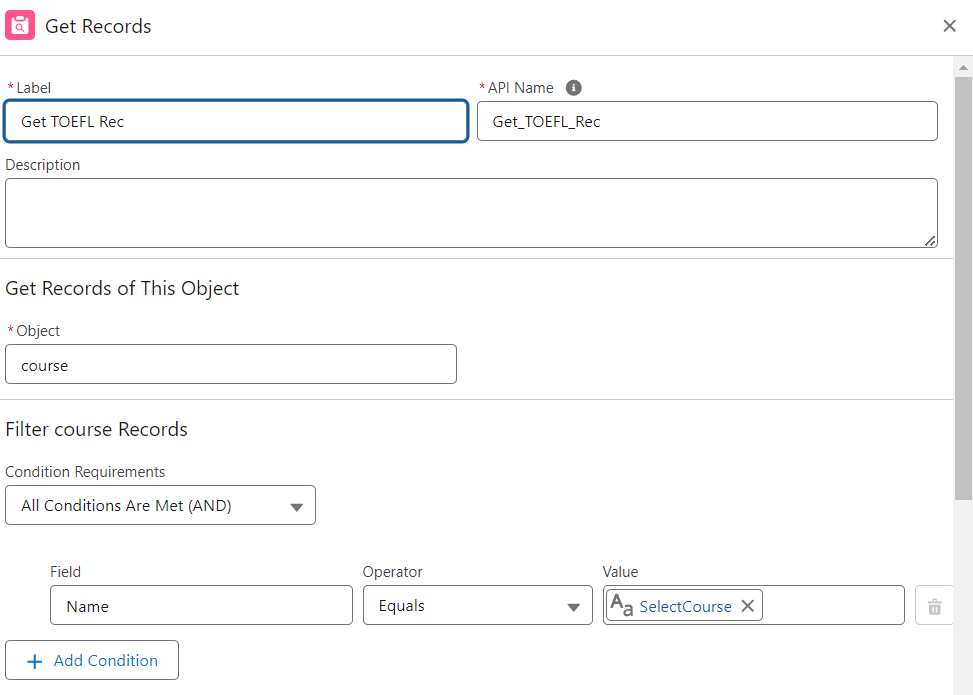 Get Records
* Label
* API Name
Get TOEFL Rec
Get_TOEFL_Rec
Description
Get Records of This Object
* Object
course
Filter course Records
Condition Requirements
All Conditions Are Met (AND)
Field
Operator
Value
Name
Equals
Aa SelectCourse
+ Add Condition